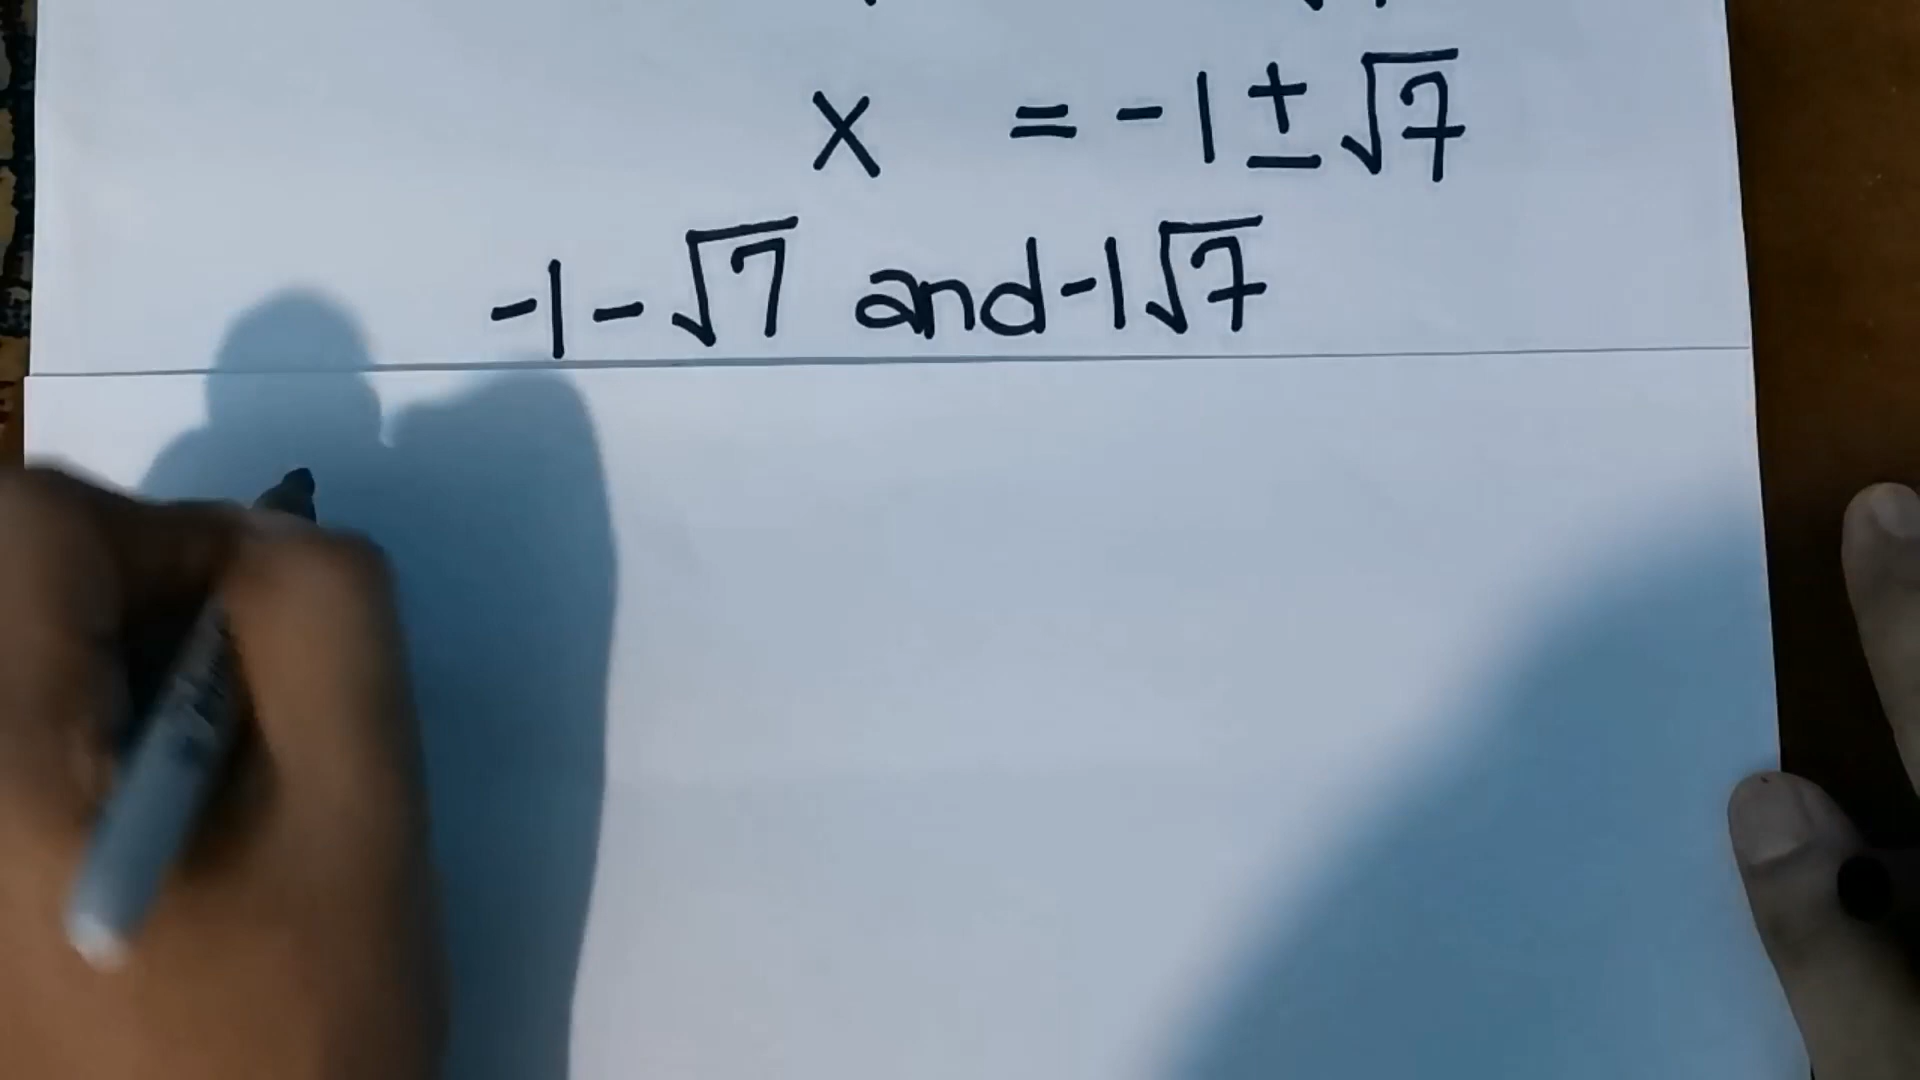 x = -1 ± √7
-1 - √7 and -1√7